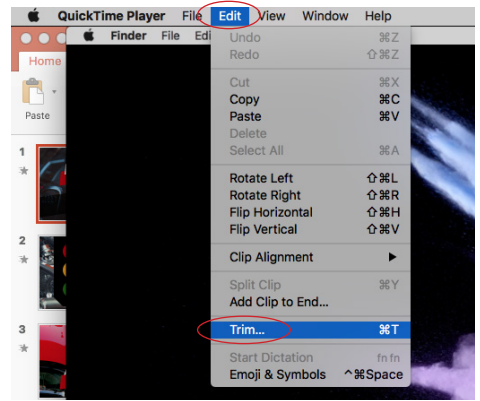 QuickTime Player File Edit View Window Help
Finder File Edi
Home
Paste
1
2
3
Undo ⌘Z
Redo ⇧⌘Z
Cut ⌘X
Copy ⌘C
Paste ⌘V
Delete
Select All ⌘A
Rotate Left ⇧⌘L
Rotate Right ⇧⌘R
Flip Horizontal ⇧⌘H
Flip Vertical ⇧⌘V
Clip Alignment
Split Clip ⌘Y
Add Clip to End...
Trim... ⌘T
Start Dictation fn fn
Emoji & Symbols ^⌘Space